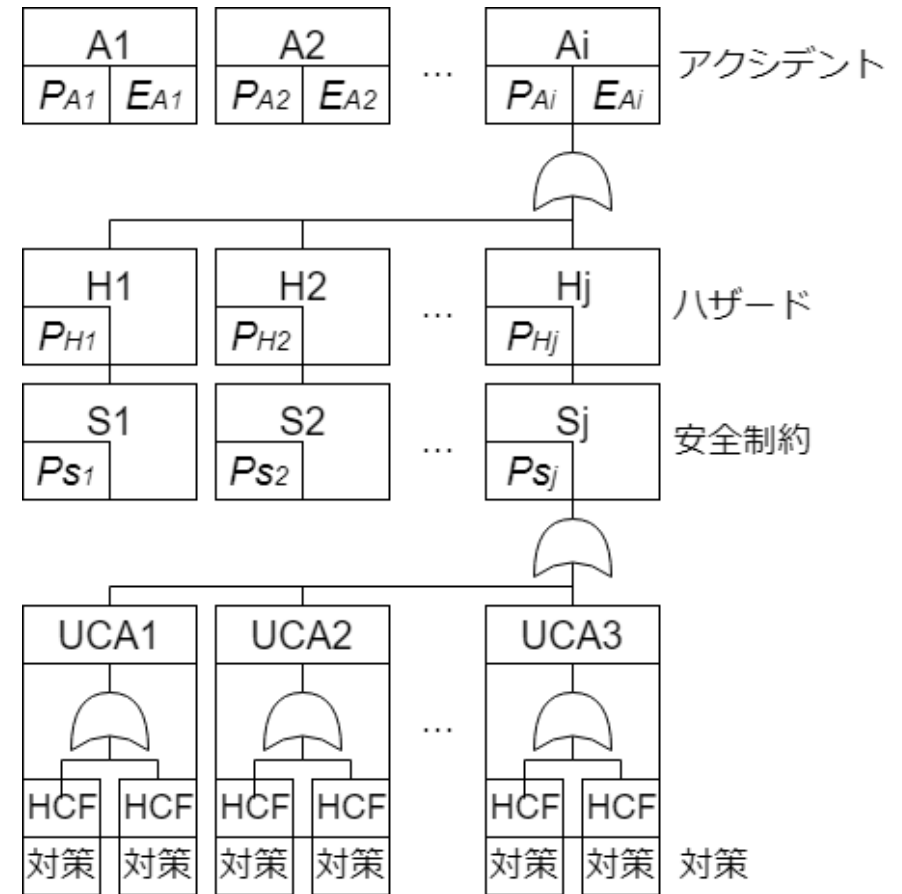 A1 A2 Ai
PA1 EA1 PA2 EA2 … PAi EAi アクシデント
H1 H2 Hj
PH1 PH2 … PHj ハザード
S1 S2 Sj
Ps1 Ps2 … Psj 安全制約
UCA1 UCA2 UCA3
…
HCF HCF HCF HCF HCF HCF
対策 対策 対策 対策 対策 対策 対策